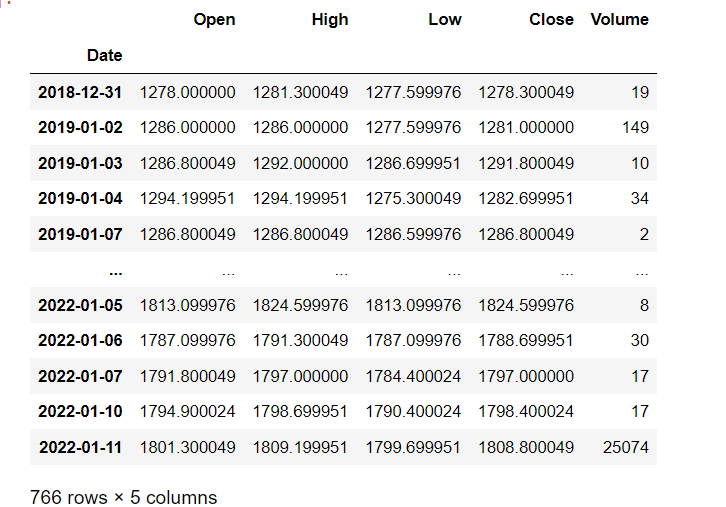 Open High Low Close Volume
Date
2018-12-31 1278.000000 1281.300049 1277.599976 1278.300049 19
2019-01-02 1286.000000 1286.000000 1277.599976 1281.000000 149
2019-01-03 1286.800049 1292.000000 1286.699951 1291.800049 10
2019-01-04 1294.199951 1294.199951 1275.300049 1282.699951 34
2019-01-07 1286.800049 1286.800049 1286.599976 1286.800049 2
... ... ... ... ... ...
2022-01-05 1813.099976 1824.599976 1813.099976 1824.599976 8
2022-01-06 1787.099976 1791.300049 1787.099976 1788.699951 30
2022-01-07 1791.800049 1797.000000 1784.400024 1797.000000 17
2022-01-10 1794.900024 1798.699951 1790.400024 1798.400024 17
2022-01-11 1801.300049 1809.199951 1799.699951 1808.800049 25074
766 rows × 5 columns